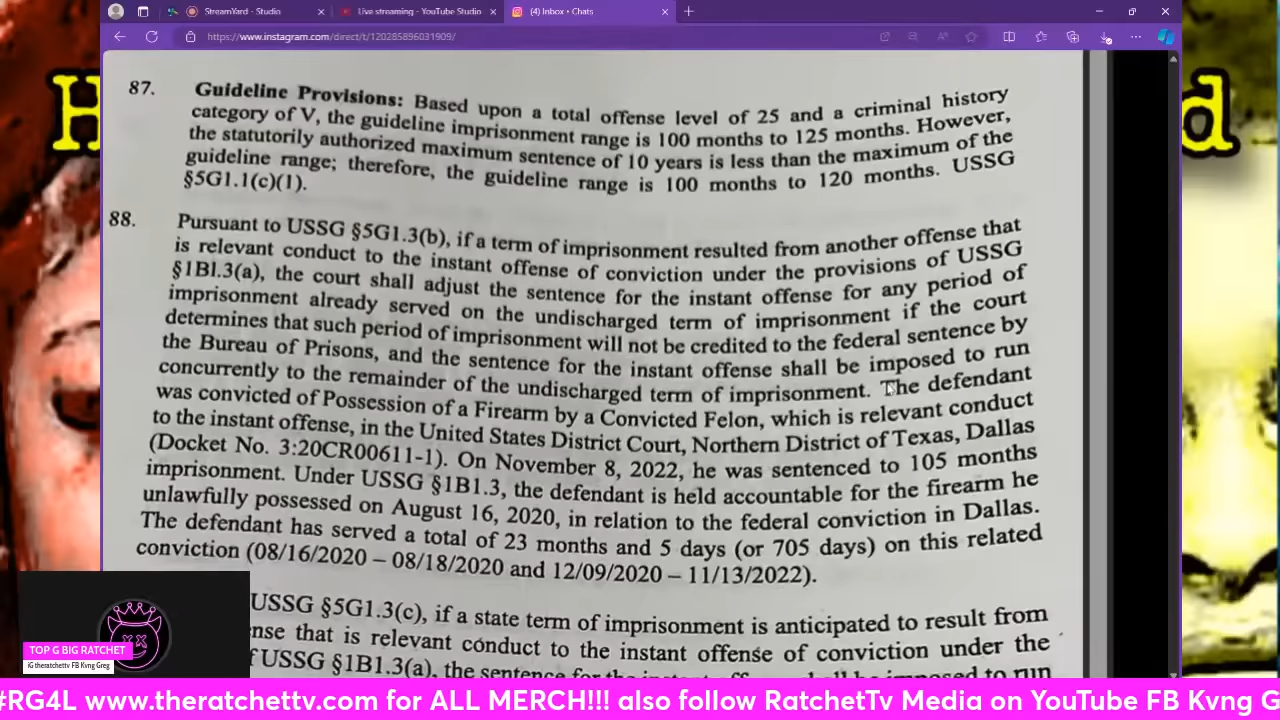 StreamYard - Studio
Live streaming - YouTube Studio
(4) Inbox • Chats
https://www.instagram.com/direct/t/120285896031909/
87. Guideline Provisions: Based upon a total offense level of 25 and a criminal history
category of V, the guideline imprisonment range is 100 months to 125 months. However,
the statutorily authorized maximum sentence of 10 years is less than the maximum of the
guideline range; therefore, the guideline range is 100 months to 120 months. USSG
§5G1.1(c)(1).
88. Pursuant to USSG §5G1.3(b), if a term of imprisonment resulted from another offense that
is relevant conduct to the instant offense of conviction under the provisions of USSG
§1B1.3(a), the court shall adjust the sentence for the instant offense for any period of
imprisonment already served on the undischarged term of imprisonment if the court
determines that such period of imprisonment will not be credited to the federal sentence by
the Bureau of Prisons, and the sentence for the instant offense shall be imposed to run
concurrently to the remainder of the undischarged term of imprisonment. The defendant
was convicted of Possession of a Firearm by a Convicted Felon, which is relevant conduct
to the instant offense, in the United States District Court, Northern District of Texas, Dallas
(Docket No. 3:20CR00611-1). On November 8, 2022, he was sentenced to 105 months
imprisonment. Under USSG §1B1.3, the defendant is held accountable for the firearm he
unlawfully possessed on August 16, 2020, in relation to the federal conviction in Dallas.
The defendant has served a total of 23 months and 5 days (or 705 days) on this related
conviction (08/16/2020 – 08/18/2020 and 12/09/2020 – 11/13/2022).
USSG §5G1.3(c), if a state term of imprisonment is anticipated to result from
nse that is relevant conduct to the instant offense of conviction under the
f USSG §1B1.3(a), the sentence for the instant offense shall be imposed to run
H
d
TOP G BIG RATCHET
iG theratchettv FB Kvng Greg
#RG4L www.theratchettv.com for ALL MERCH!!! also follow RatchetTv Media on YouTube FB Kvng G